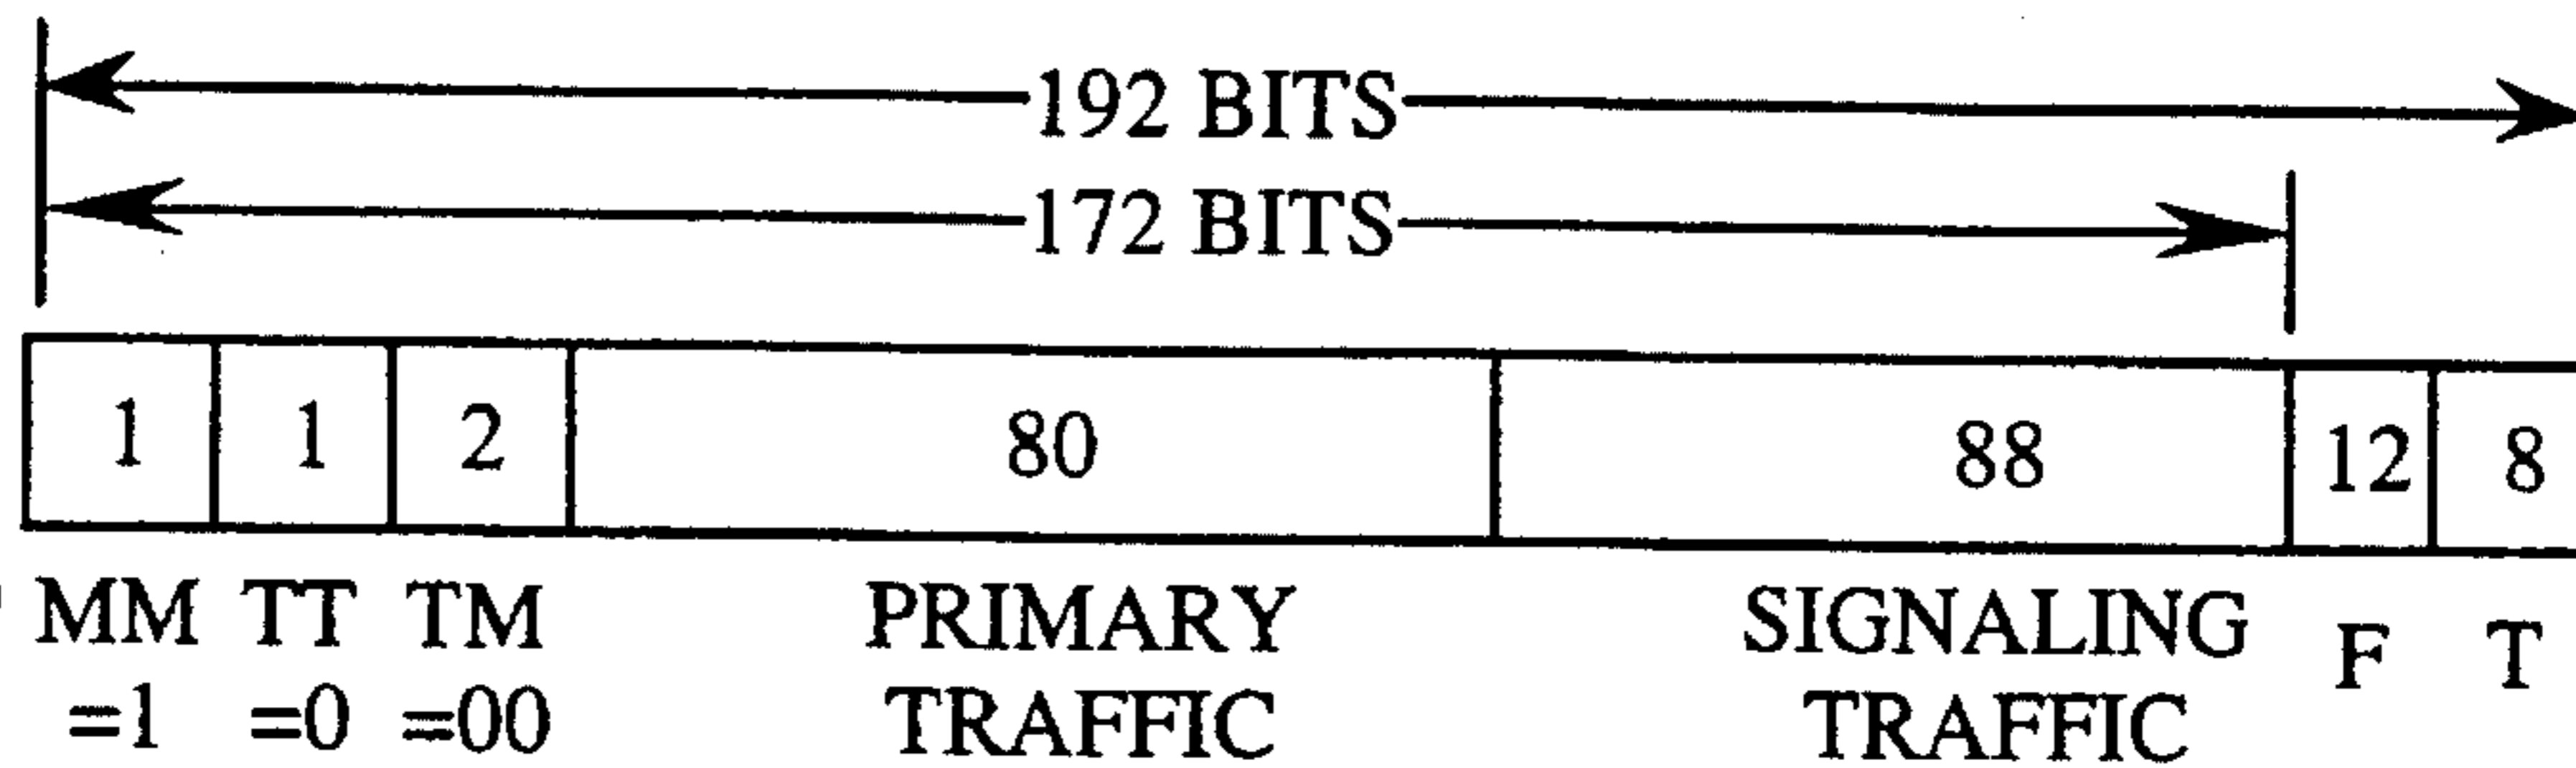 192 BITS
172 BITS
1 1 2 80 88 12 8
MM TT TM PRIMARY SIGNALING F T
=1 =0 =00 TRAFFIC TRAFFIC